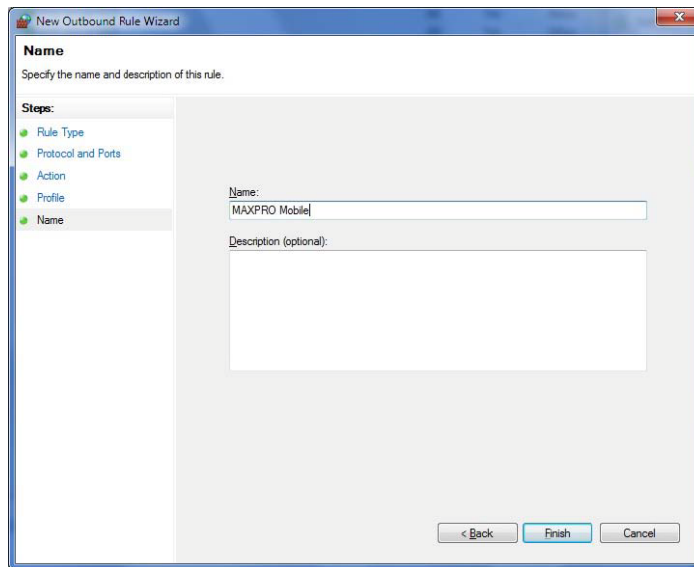 New Outbound Rule Wizard
Name
Specify the name and description of this rule.
Steps:
Rule Type
Protocol and Ports
Action
Profile
Name
Name:
MAXPRO Mobile
Description (optional):
< Back Finish Cancel